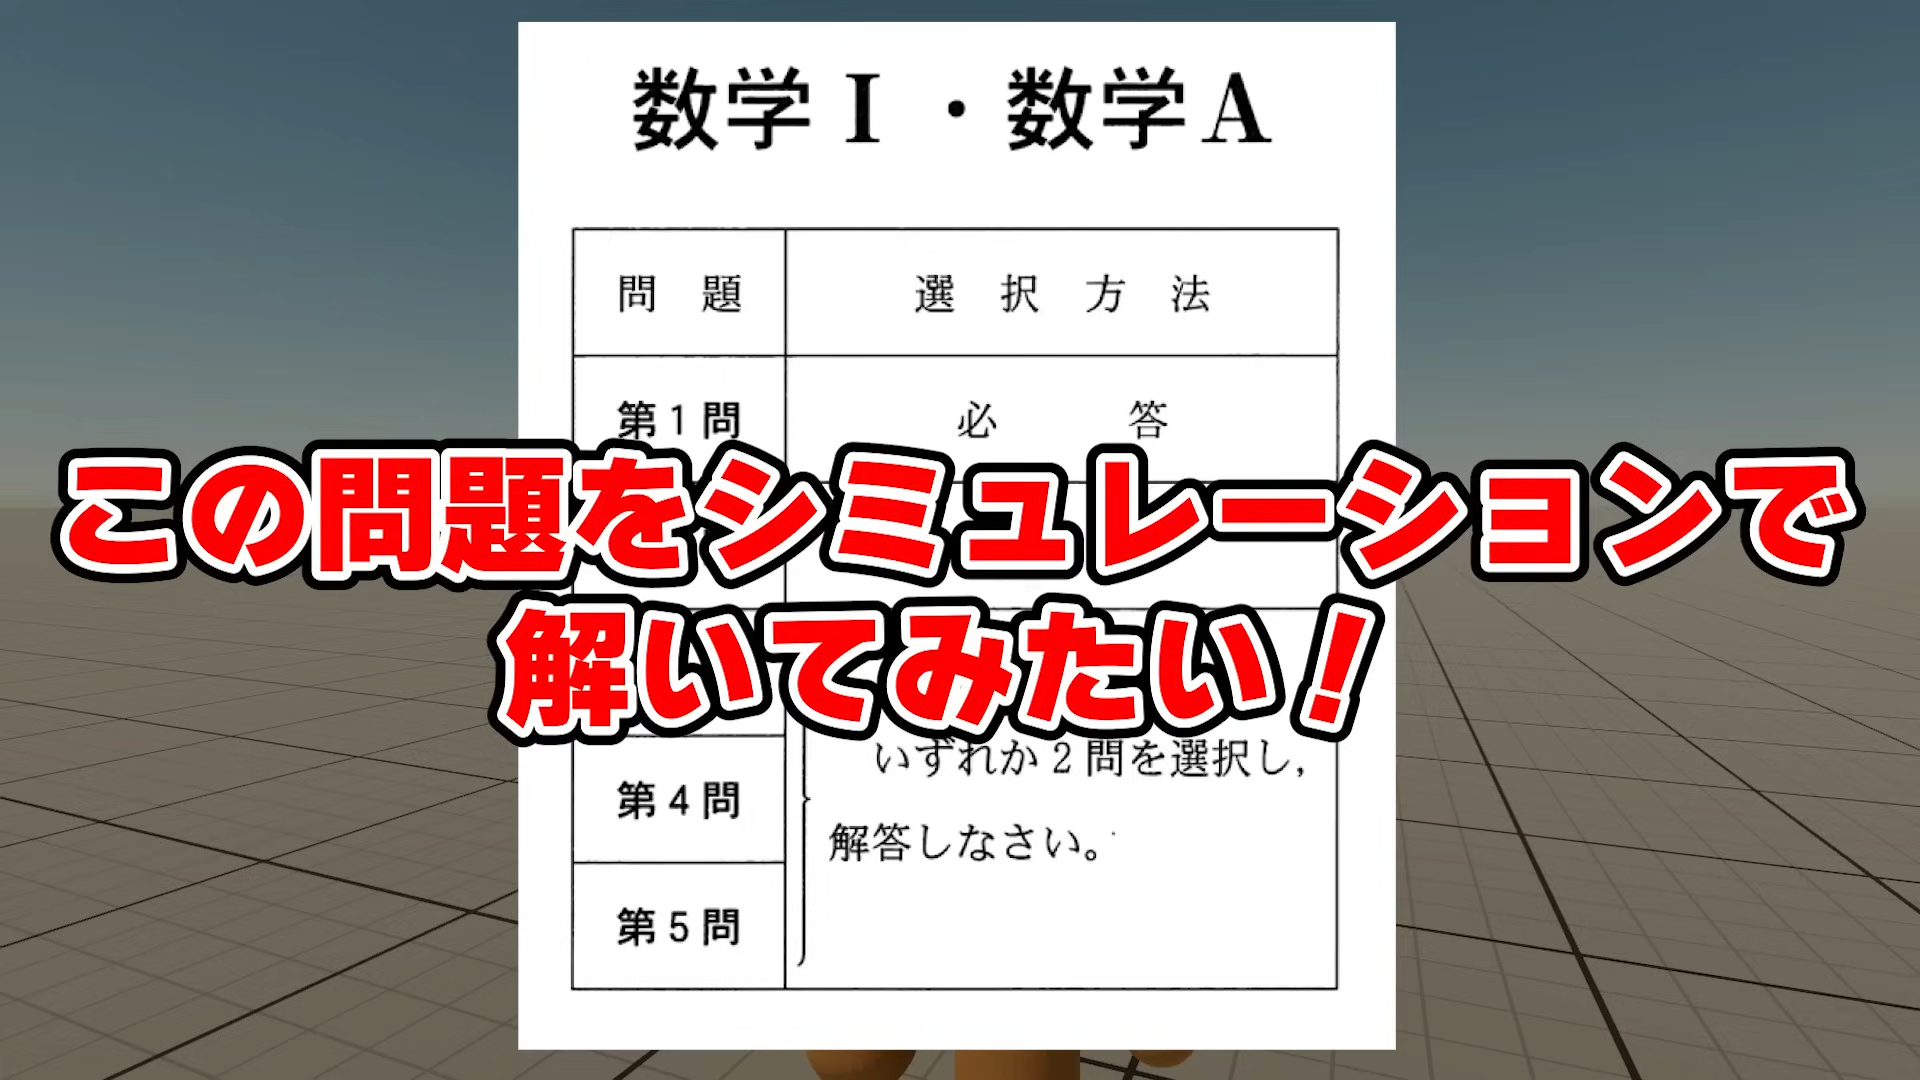 数学Ⅰ・数学A
問 題 選 択 方 法
第1問 必 答
この問題をシミュレーションで
解いてみたい！
いずれか2問を選択し,
第4問
解答しなさい。
第5問